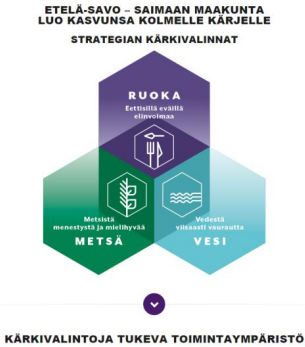 ETELÄ-SAVO – SAIMAAN MAAKUNTA
LUO KASVUNSA KOLMELLE KÄRJELLE
STRATEGIAN KÄRKIVALINNAT
RUOKA
Eettisillä eväillä
elinvoimaa
Metsistä
menestystä ja mielihyvää
METSÄ
Vedestä
viisaasti vaurautta
VESI
KÄRKIVALINTOJA TUKEVA TOIMINTAYMPÄRISTÖ